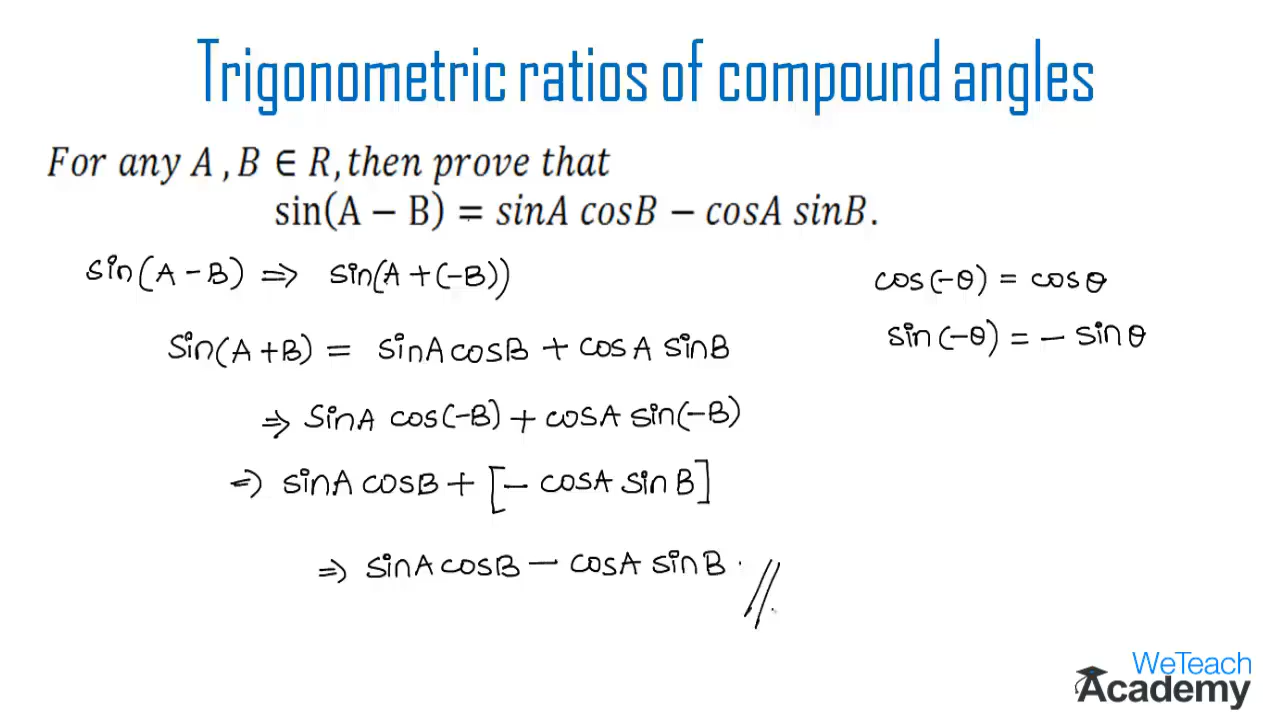 Trigonometric ratios of compound angles
For any A , B ∈ R, then prove that
sin(A − B) = sinA cosB − cosA sinB.
sin(A − B) ⇒ sin(A + (−B))
cos(−θ) = cosθ
sin(−θ) = − sinθ
Sin(A + B) = sinA cosB + cosA sinB
⇒ SinA cos(−B) + cosA sin(−B)
⇒ sinA cosB + [− cosA sinB]
⇒ sinA cosB − cosA sinB. //
WeTeach
Academy